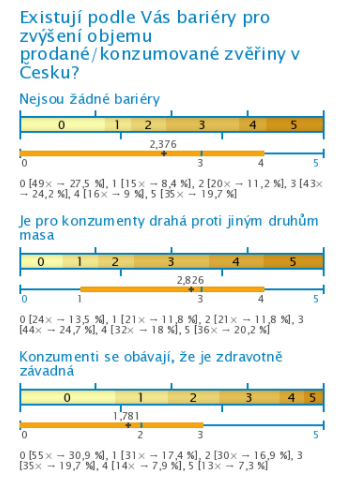 Existují podle Vás bariéry pro
zvýšení objemu
prodané/konzumované zvěřiny v
Česku?
Nejsou žádné bariéry
0 1 2 3 4 5
2,376
0 3 4 5
0 [49× → 27,5 %], 1 [15× → 8,4 %], 2 [20× → 11,2 %], 3 [43×
→ 24,2 %], 4 [16× → 9 %], 5 [35× → 19,7 %]
Je pro konzumenty drahá proti jiným druhům
masa
0 1 2 3 4 5
2,826
0 1 3 4 5
0 [24× → 13,5 %], 1 [21× → 11,8 %], 2 [21× → 11,8 %], 3
[44× → 24,7 %], 4 [32× → 18 %], 5 [36× → 20,2 %]
Konzumenti se obávají, že je zdravotně
závadná
0 1 2 3 4 5
1,781
0 2 3 5
0 [55× → 30,9 %], 1 [31× → 17,4 %], 2 [30× → 16,9 %], 3
[35× → 19,7 %], 4 [14× → 7,9 %], 5 [13× → 7,3 %]